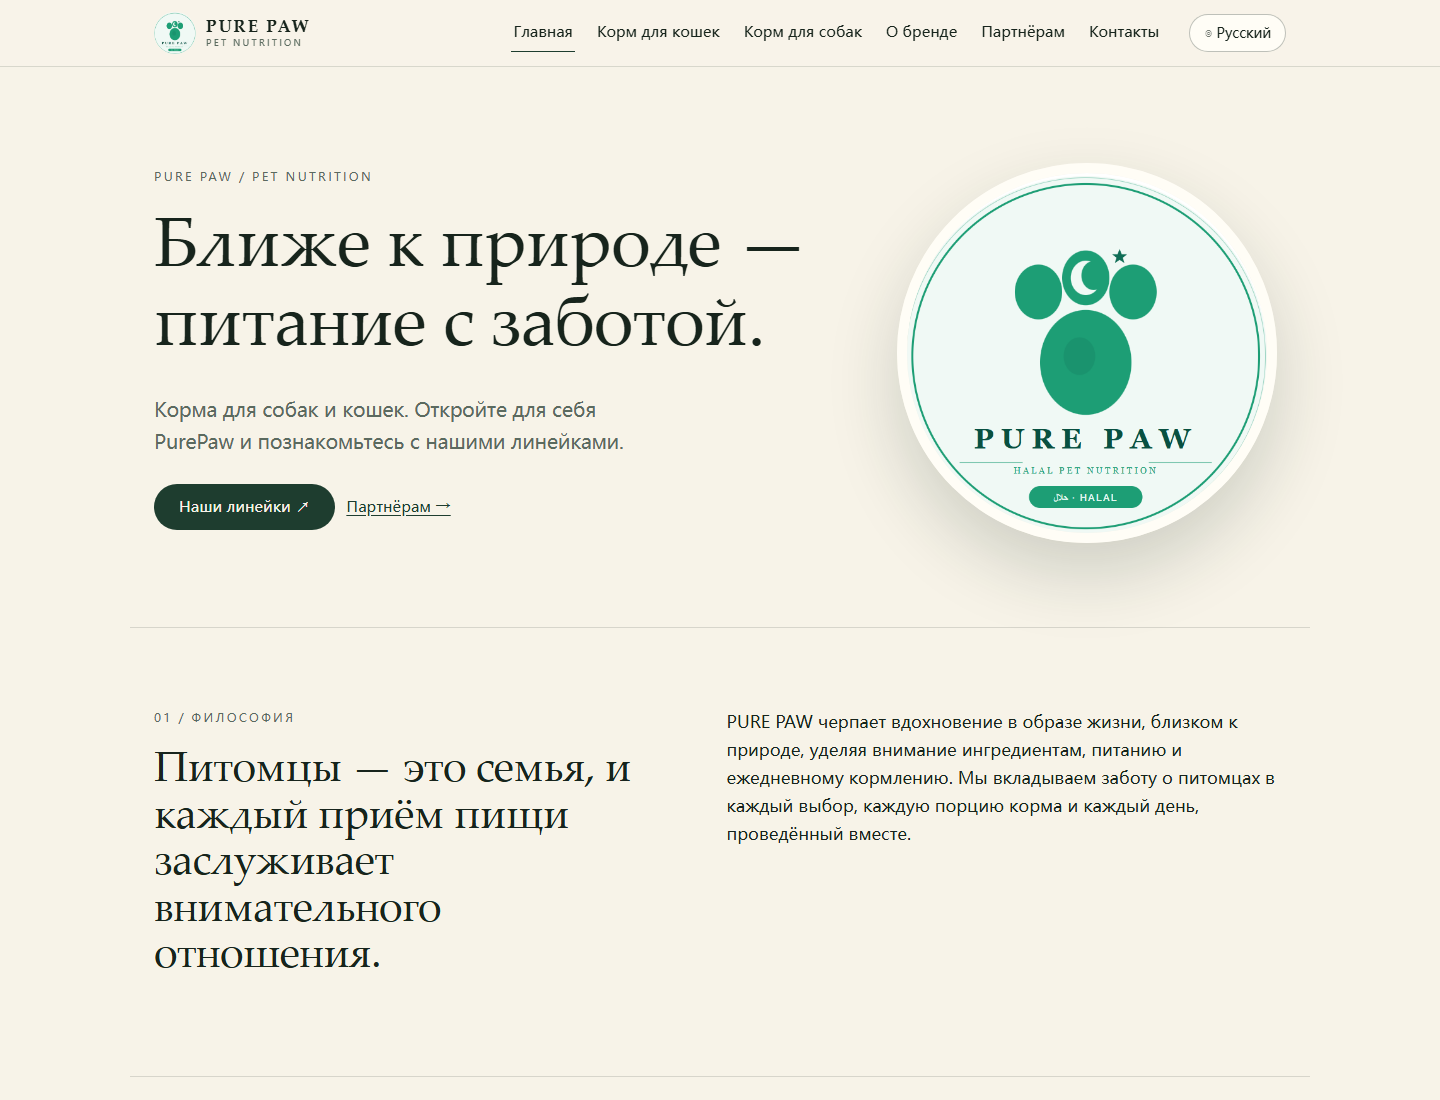 PURE PAW
PET NUTRITION
Главная
Корм для кошек
Корм для собак
О бренде
Партнёрам
Контакты
Русский
PURE PAW / PET NUTRITION
Ближе к природе —
питание с заботой.
Корма для собак и кошек. Откройте для себя
PurePaw и познакомьтесь с нашими линейками.
Наши линейки ↗
Партнёрам →
PURE PAW
HALAL PET NUTRITION
حلال · HALAL
01 / ФИЛОСОФИЯ
Питомцы — это семья, и
каждый приём пищи
заслуживает
внимательного
отношения.
PURE PAW черпает вдохновение в образе жизни, близком к
природе, уделяя внимание ингредиентам, питанию и
ежедневному кормлению. Мы вкладываем заботу о питомцах в
каждый выбор, каждую порцию корма и каждый день,
проведённый вместе.